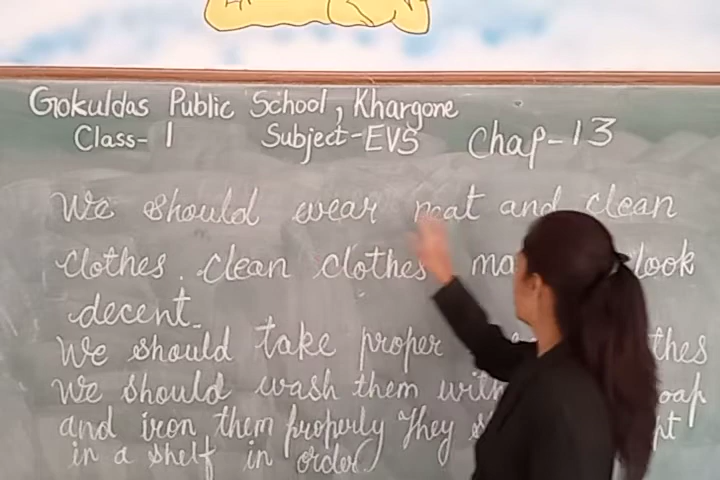 Gokuldas Public School, Khargone
Class- 1 Subject-EVS Chap-13
We should wear neat and clean
clothes. clean clothes ma look
decent.
We should take proper thes
We should wash them with oap
and iron them properly They s pt
in a shelf in order.